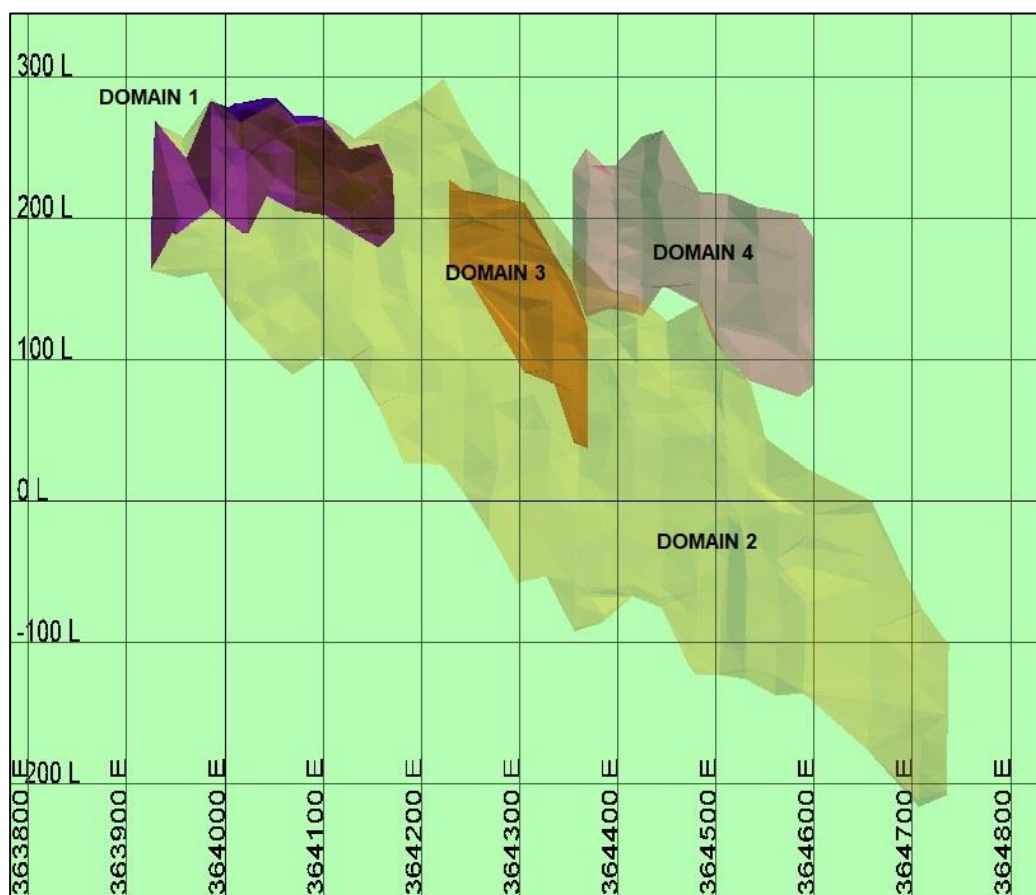 300 L
DOMAIN 1
200 L
DOMAIN 4
DOMAIN 3
100 L
0 L
DOMAIN 2
-100 L
-200 L
363800 E
363900 E
364000 E
364100 E
364200 E
364300 E
364400 E
364500 E
364600 E
364700 E
364800 E